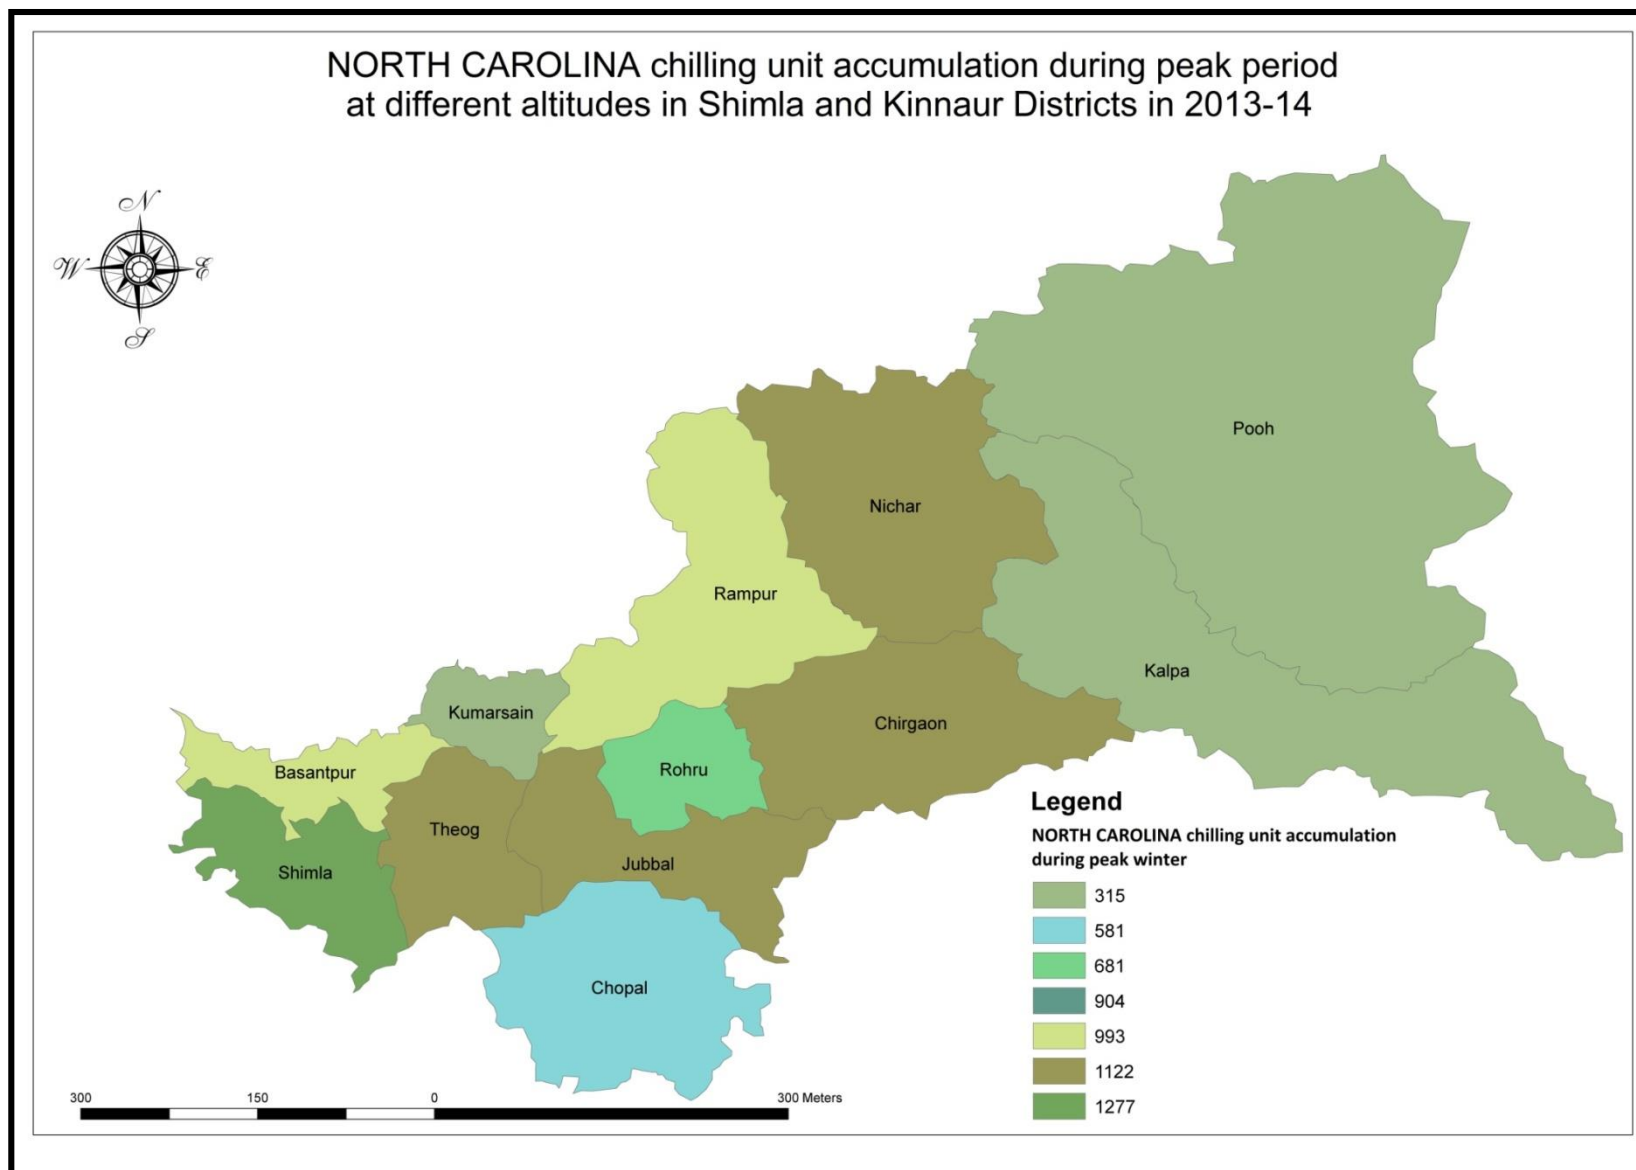 NORTH CAROLINA chilling unit accumulation during peak period
at different altitudes in Shimla and Kinnaur Districts in 2013-14
N
W E
S
Pooh
Nichar
Rampur
Kalpa
Kumarsain
Chirgaon
Rohru
Basantpur
Theog
Jubbal
Shimla
Chopal
Legend
NORTH CAROLINA chilling unit accumulation
during peak winter
315
581
681
904
993
1122
1277
300 150 0 300 Meters